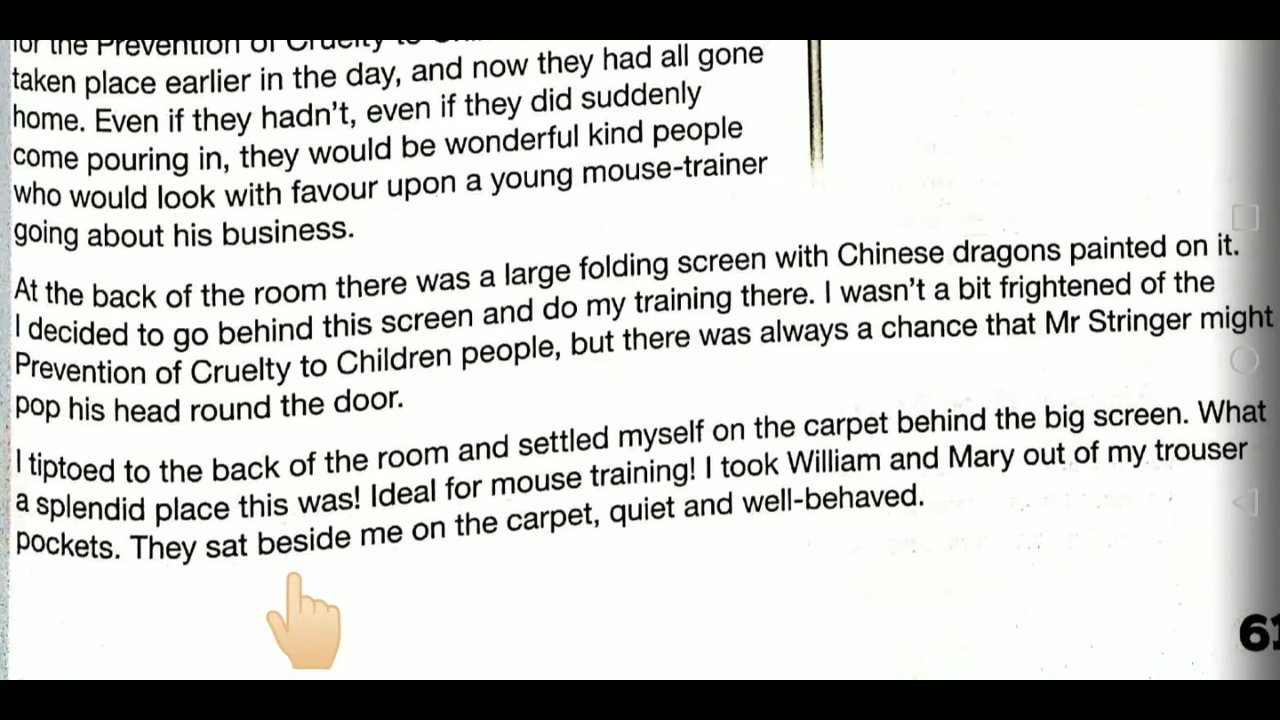 for the Prevention of Cruelty to
taken place earlier in the day, and now they had all gone
home. Even if they hadn't, even if they did suddenly
come pouring in, they would be wonderful kind people
who would look with favour upon a young mouse-trainer
going about his business.
At the back of the room there was a large folding screen with Chinese dragons painted on it.
I decided to go behind this screen and do my training there. I wasn't a bit frightened of the
Prevention of Cruelty to Children people, but there was always a chance that Mr Stringer might
pop his head round the door.
I tiptoed to the back of the room and settled myself on the carpet behind the big screen. What
a splendid place this was! Ideal for mouse training! I took William and Mary out of my trouser
pockets. They sat beside me on the carpet, quiet and well-behaved.
61